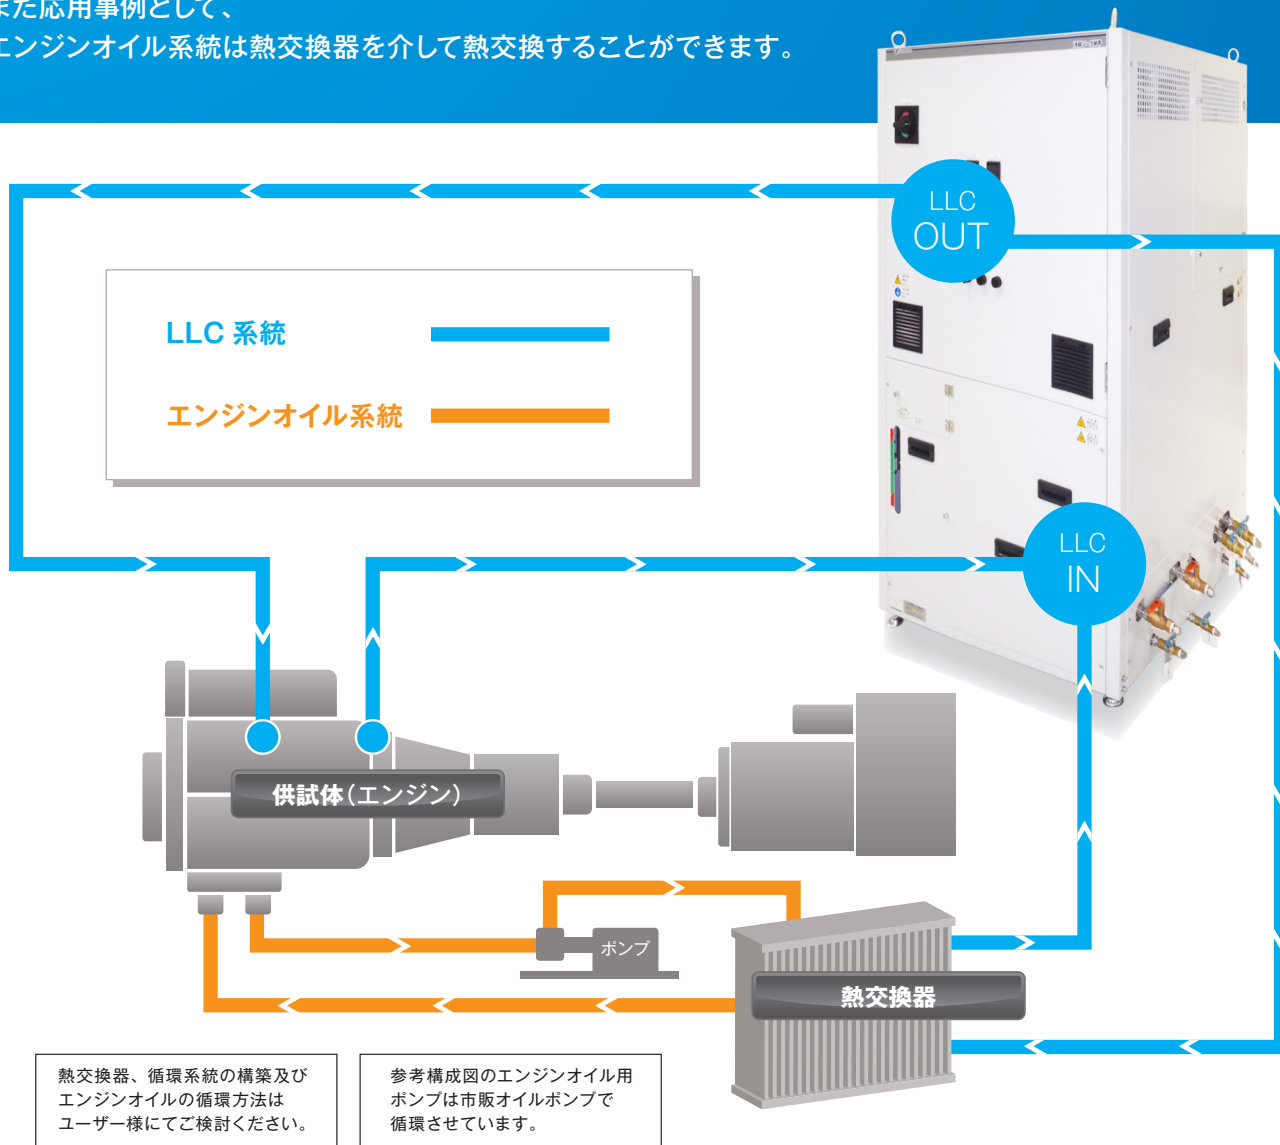 また応用事例として、
エンジンオイル系統は熱交換器を介して熱交換することができます。
LLC
OUT
LLC 系統
エンジンオイル系統
LLC
IN
供試体（エンジン）
ポンプ
熱交換器
熱交換器、循環系統の構築及び
エンジンオイルの循環方法は
ユーザー様にてご検討ください。
参考構成図のエンジンオイル用
ポンプは市販オイルポンプで
循環させています。